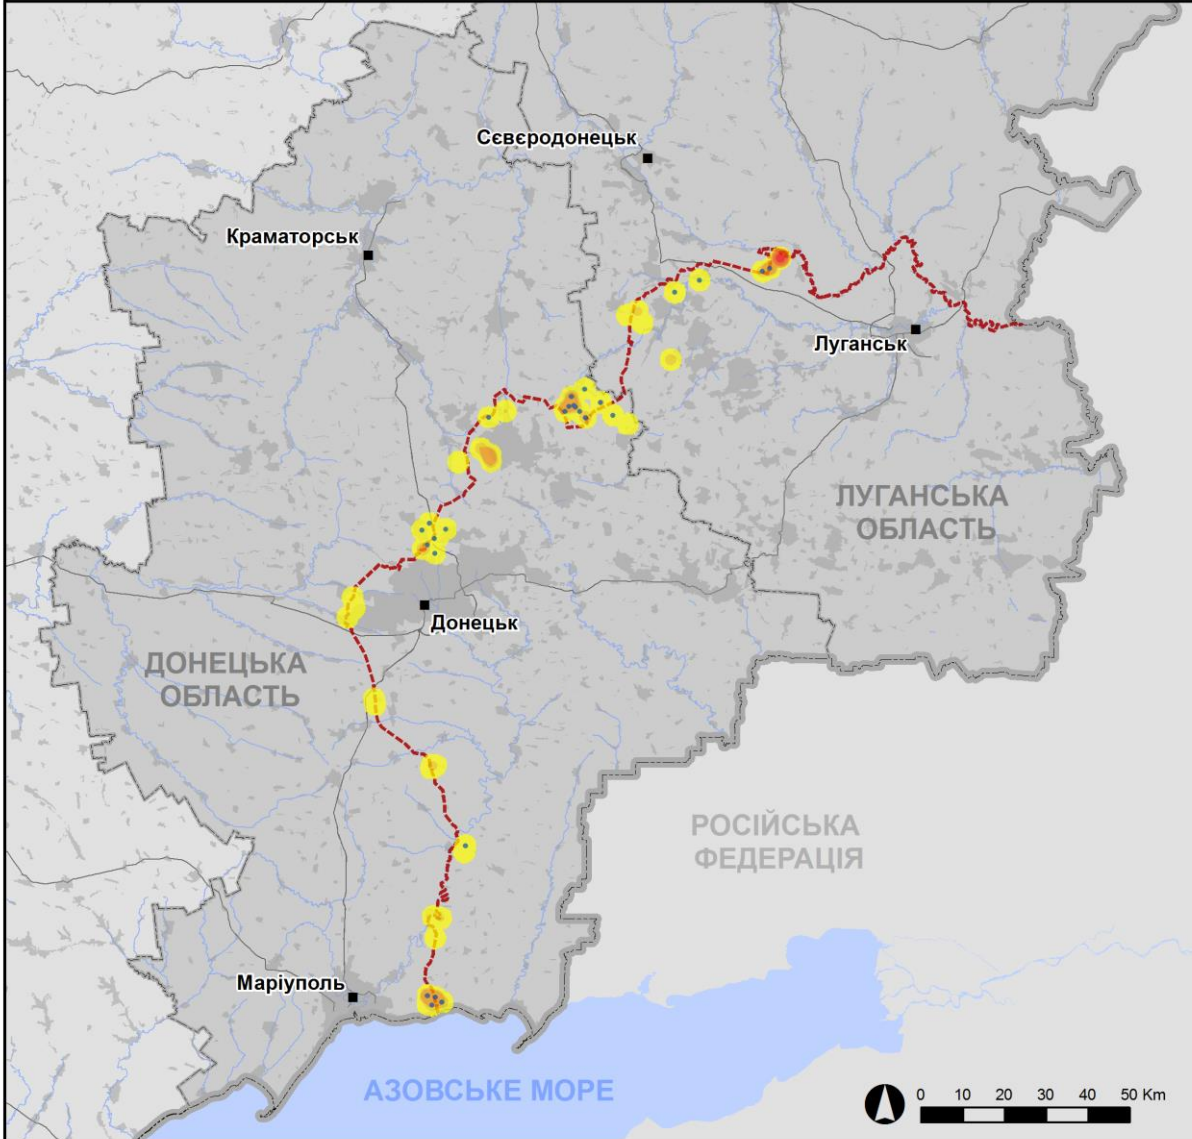 Сєвєродонецьк
Краматорськ
Луганськ
ЛУГАНСЬКА
ОБЛАСТЬ
Донецьк
ДОНЕЦЬКА
ОБЛАСТЬ
РОСІЙСЬКА
ФЕДЕРАЦІЯ
Маріуполь
АЗОВСЬКЕ МОРЕ
0 10 20 30 40 50 Km